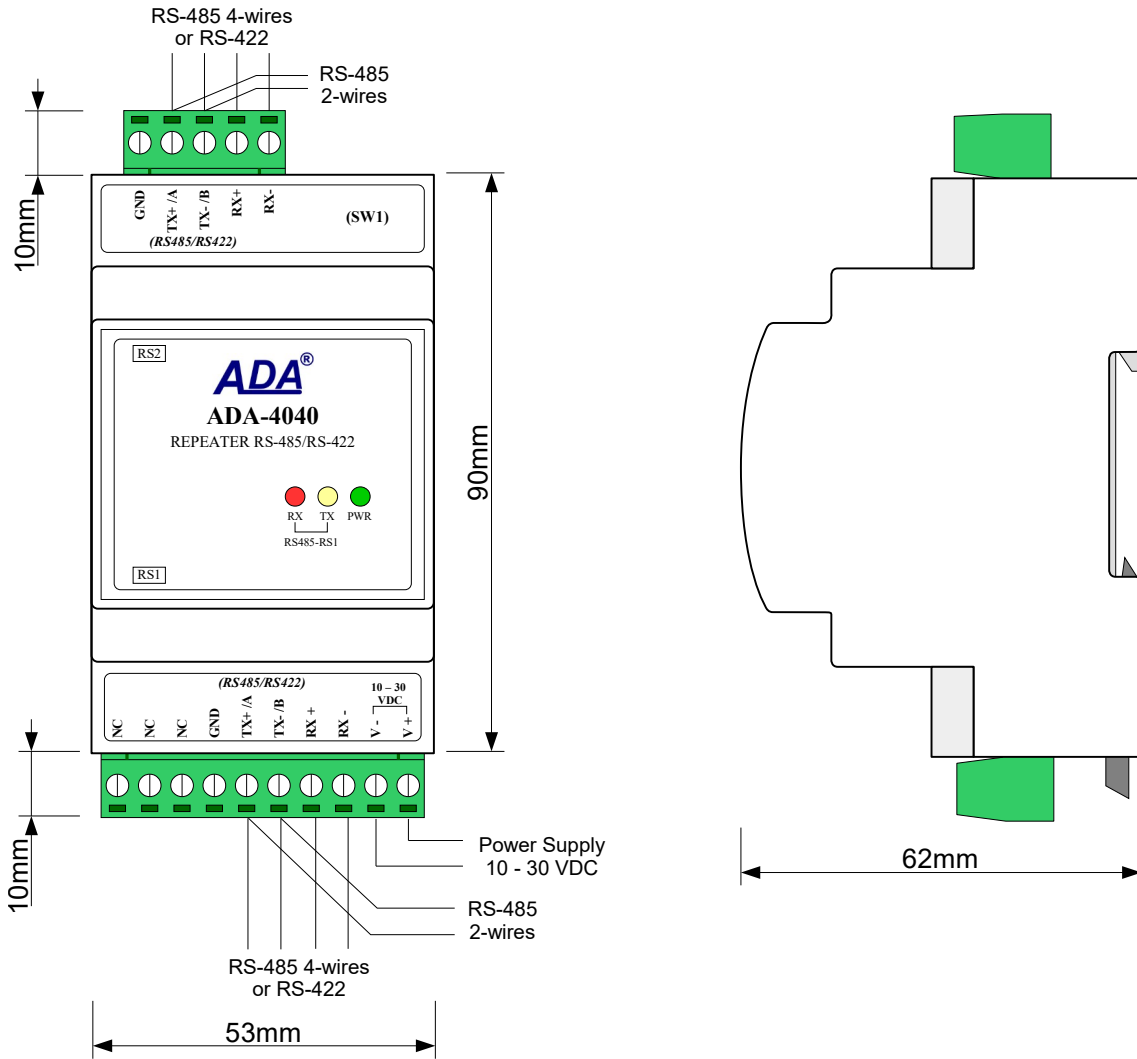 RS-485 4-wires
or RS-422
RS-485
2-wires
10mm
GND
TX+ /A
TX- /B
RX+
RX-
(SW1)
(RS485/RS422)
RS2
ADA®
ADA-4040
REPEATER RS-485/RS-422
RX TX PWR
RS485-RS1
RS1
90mm
(RS485/RS422)
10 – 30
VDC
NC
NC
NC
GND
TX+ /A
TX- /B
RX +
RX -
V -
V +
10mm
Power Supply
10 - 30 VDC
RS-485
2-wires
RS-485 4-wires
or RS-422
53mm
62mm